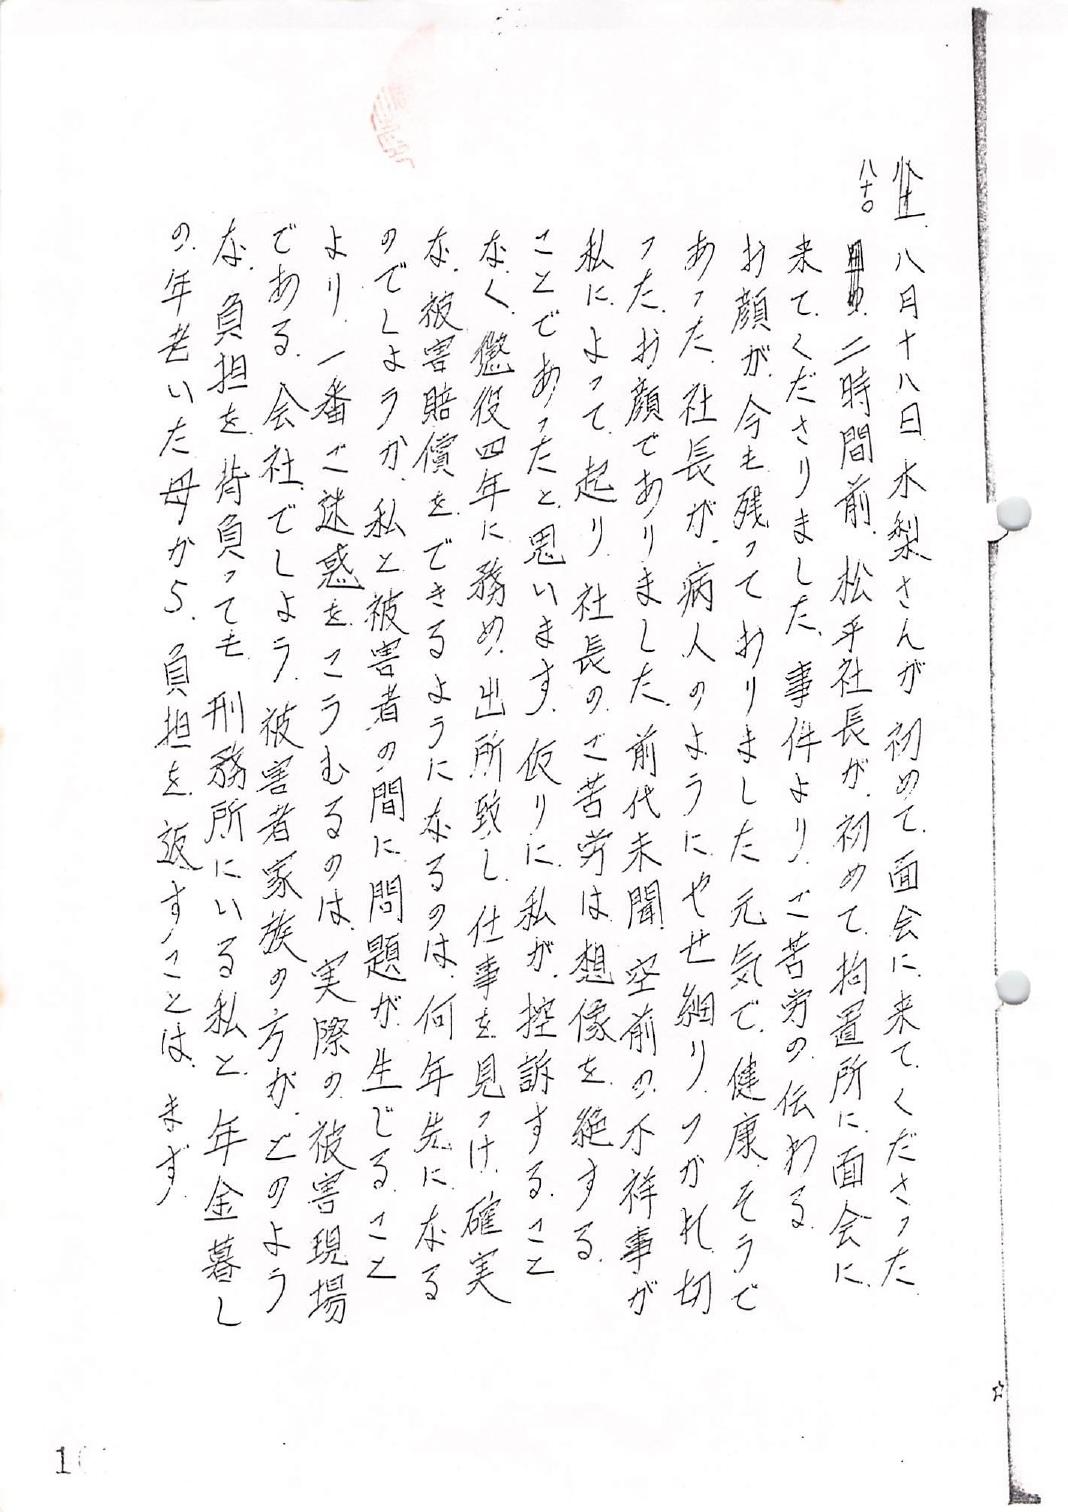 八月十八日水梨さんが初めて、面会に来てくださった
二時間前、松平社長が、初めて拘置所に面会に
来てくださりました、事件より、ご苦労の伝わる
お顔が、今も残っておりました元気で、健康そうで
あった、社長が、病人のようにやせ細り、つかれ切
ったお顔でありました、前代未聞、空前の不祥事が
私によって起り、社長のご苦労は想像を絶する
ことであったと思います、仮りに、私が、控訴すること
なく、懲役四年に務め、出所致し、仕事を見つけ、確実
な、被害賠償をできるようになるのは、何年先になる
のでしようか、私と被害者の間に、問題が生じること
より、一番ご迷惑をこうむるのは、実際の被害現場
である、会社でしよう、被害者家族の方が、どのよう
な、負担を、背負っても、刑務所にいる私と、年金暮し
の、年老いた母から、負担を、返すことは、まず
八十〇
1